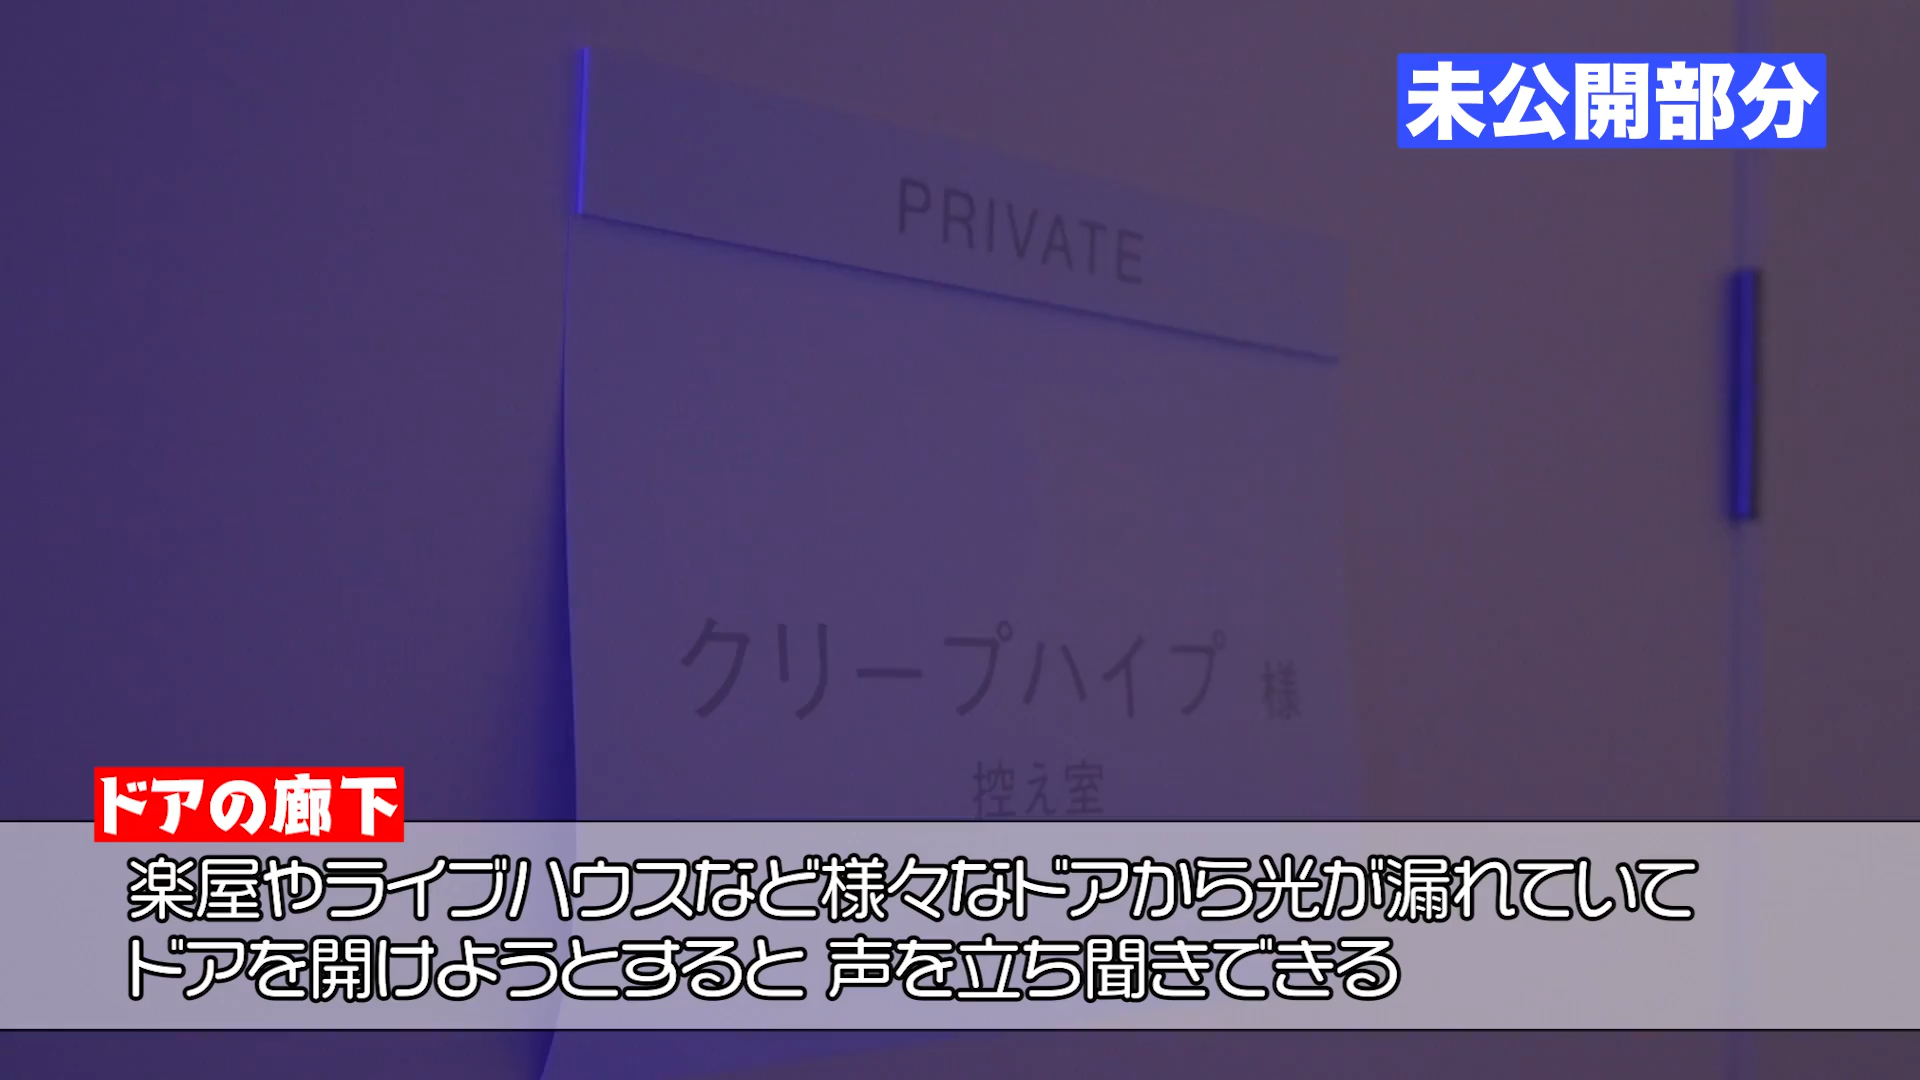 未公開部分
PRIVATE
クリープハイプ 様
控え室
ドアの廊下
楽屋やライブハウスなど様々なドアから光が漏れていて
ドアを開けようとすると 声を立ち聞きできる